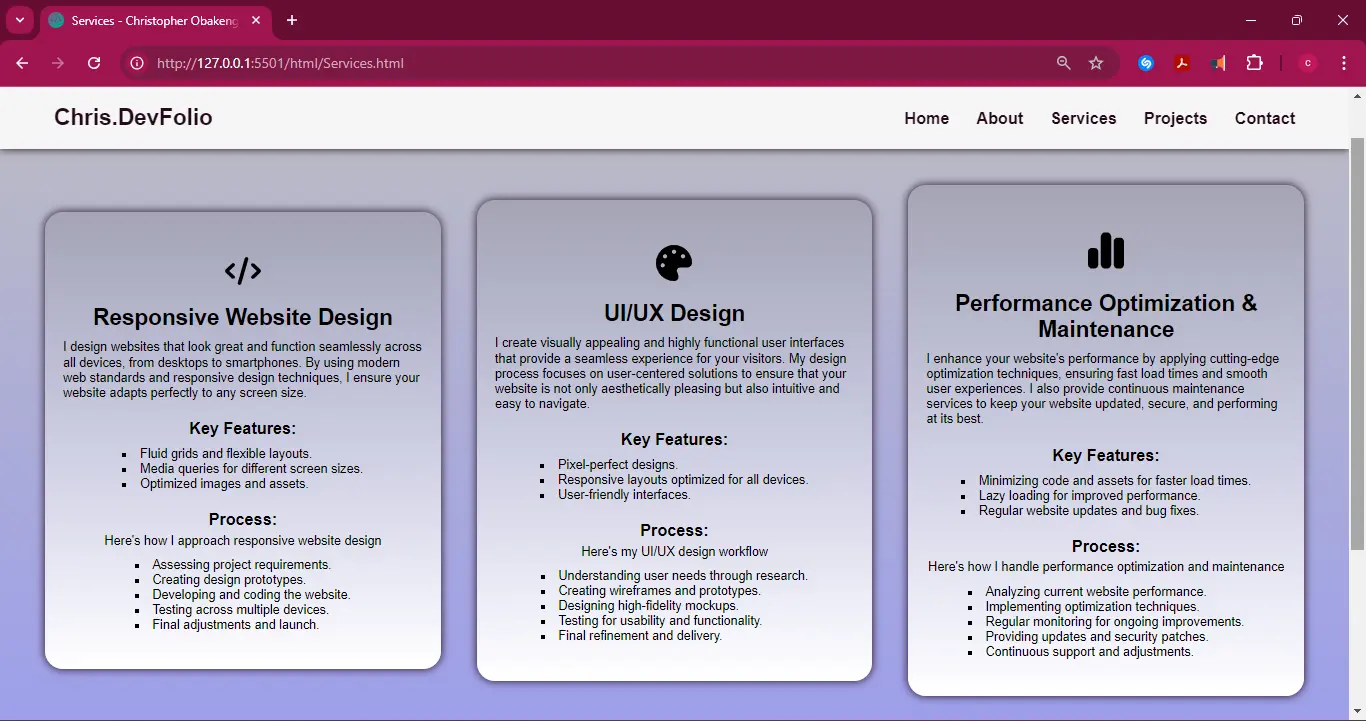 Services - Christopher Obakeng
http://127.0.0.1:5501/html/Services.html
c
Chris.DevFolio
Home About Services Projects Contact
Responsive Website Design
I design websites that look great and function seamlessly across
all devices, from desktops to smartphones. By using modern
web standards and responsive design techniques, I ensure your
website adapts perfectly to any screen size.
Key Features:
Fluid grids and flexible layouts.
Media queries for different screen sizes.
Optimized images and assets.
Process:
Here's how I approach responsive website design
Assessing project requirements.
Creating design prototypes.
Developing and coding the website.
Testing across multiple devices.
Final adjustments and launch.
UI/UX Design
I create visually appealing and highly functional user interfaces
that provide a seamless experience for your visitors. My design
process focuses on user-centered solutions to ensure that your
website is not only aesthetically pleasing but also intuitive and
easy to navigate.
Key Features:
Pixel-perfect designs.
Responsive layouts optimized for all devices.
User-friendly interfaces.
Process:
Here's my UI/UX design workflow
Understanding user needs through research.
Creating wireframes and prototypes.
Designing high-fidelity mockups.
Testing for usability and functionality.
Final refinement and delivery.
Performance Optimization &
Maintenance
I enhance your website's performance by applying cutting-edge
optimization techniques, ensuring fast load times and smooth
user experiences. I also provide continuous maintenance
services to keep your website updated, secure, and performing
at its best.
Key Features:
Minimizing code and assets for faster load times.
Lazy loading for improved performance.
Regular website updates and bug fixes.
Process:
Here's how I handle performance optimization and maintenance
Analyzing current website performance.
Implementing optimization techniques.
Regular monitoring for ongoing improvements.
Providing updates and security patches.
Continuous support and adjustments.